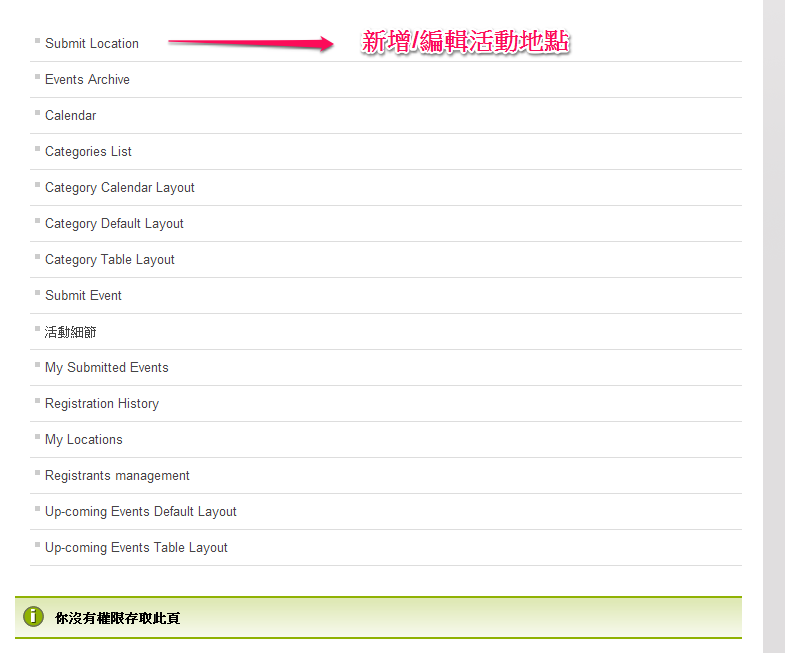 Submit Location
新增/編輯活動地點
Events Archive
Calendar
Categories List
Category Calendar Layout
Category Default Layout
Category Table Layout
Submit Event
活動細節
My Submitted Events
Registration History
My Locations
Registrants management
Up-coming Events Default Layout
Up-coming Events Table Layout
你沒有權限存取此頁